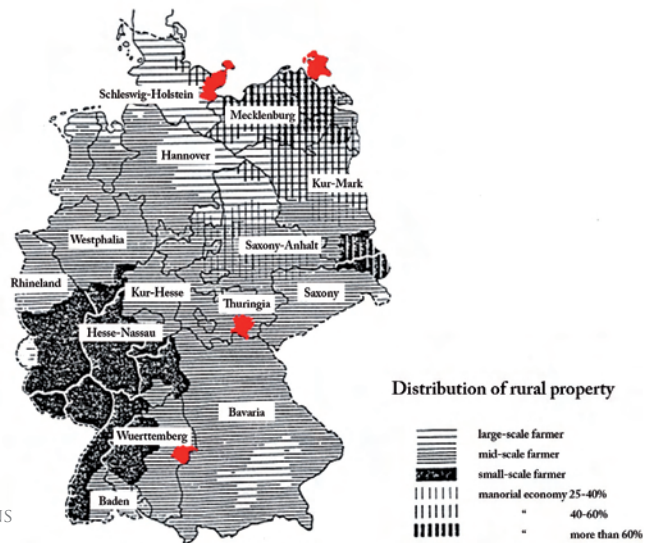 Schleswig-Holstein
Mecklenburg
Hannover
Kur-Mark
Westphalia
Saxony-Anhalt
Rhineland
Kur-Hesse
Thuringia
Saxony
Hesse-Nassau
Bavaria
Wuerttemberg
Baden
Distribution of rural property
large-scale farmer
mid-scale farmer
small-scale farmer
manorial economy 25-40%
“ 40-60%
“ more than 60%